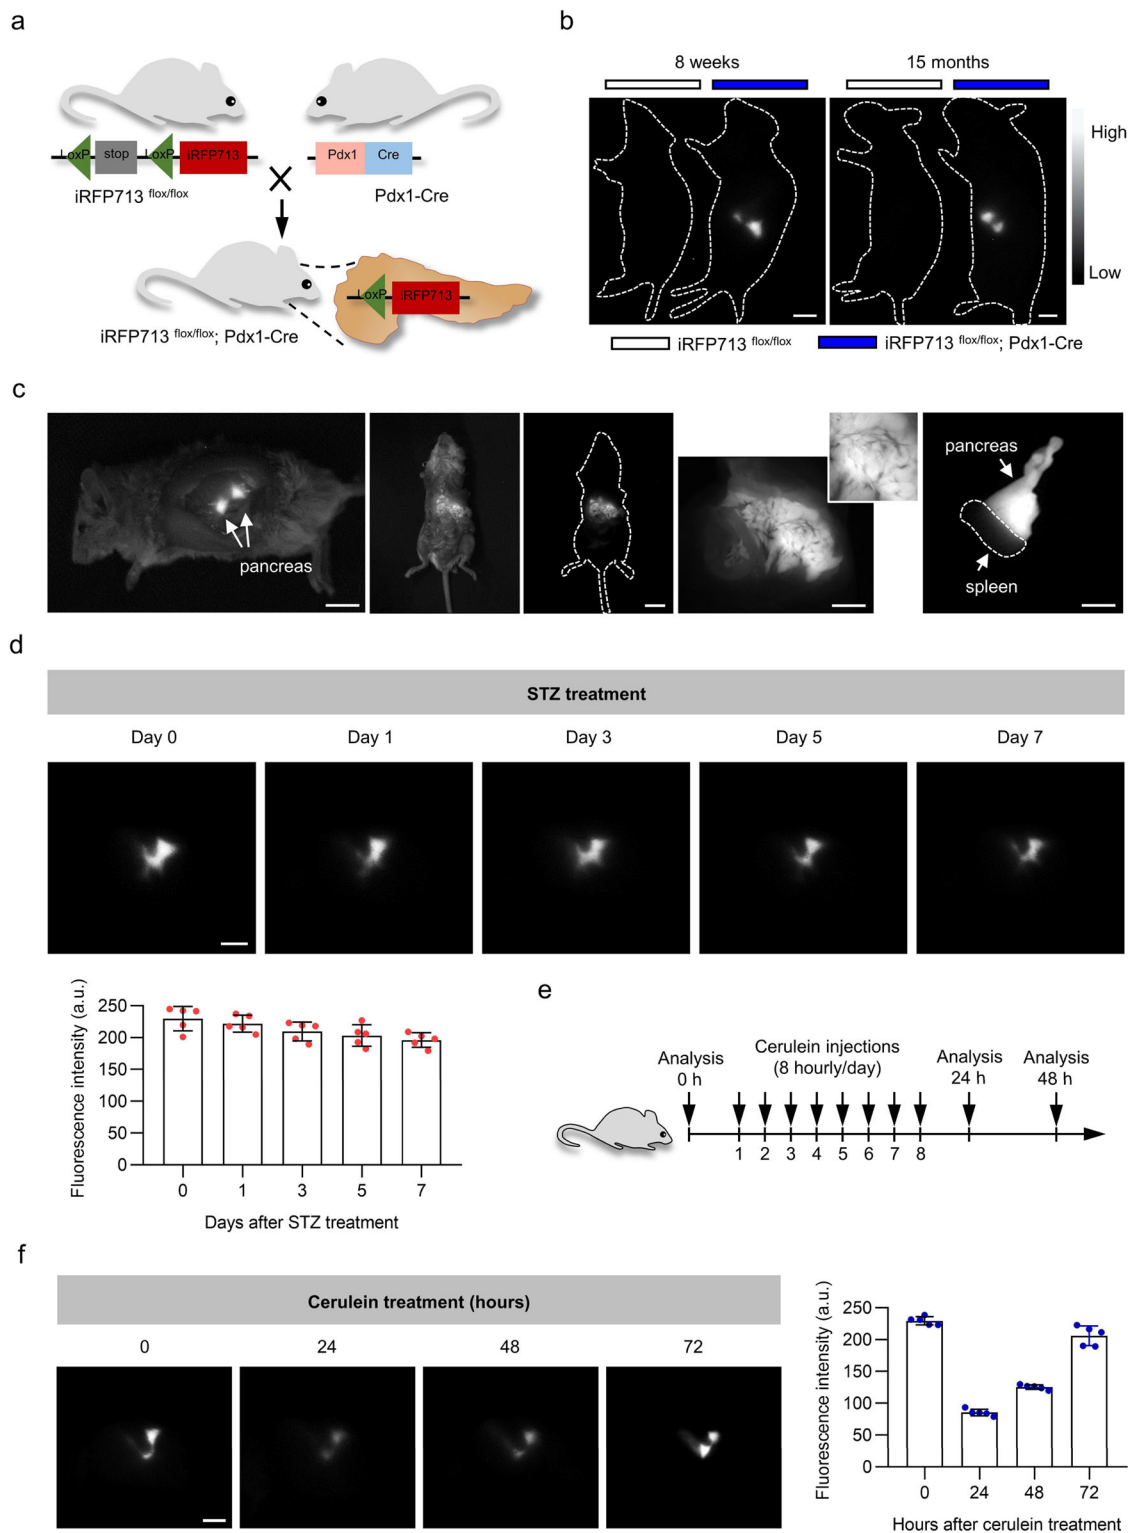 a
LoxP stop LoxP iRFP713
iRFP713 flox/flox
Pdx1 Cre
Pdx1-Cre
LoxP iRFP713
iRFP713 flox/flox; Pdx1-Cre
b
8 weeks 15 months
High
Low
iRFP713 flox/flox iRFP713 flox/flox; Pdx1-Cre
c
pancreas
pancreas
spleen
d
STZ treatment
Day 0 Day 1 Day 3 Day 5 Day 7
Fluorescence intensity (a.u.)
250
200
150
100
50
0
0 1 3 5 7
Days after STZ treatment
e
Analysis
0 h
Cerulein injections
(8 hourly/day)
Analysis
24 h
Analysis
48 h
1 2 3 4 5 6 7 8
f
Cerulein treatment (hours)
0 24 48 72
Fluorescence intensity (a.u.)
250
200
150
100
50
0
0 24 48 72
Hours after cerulein treatment